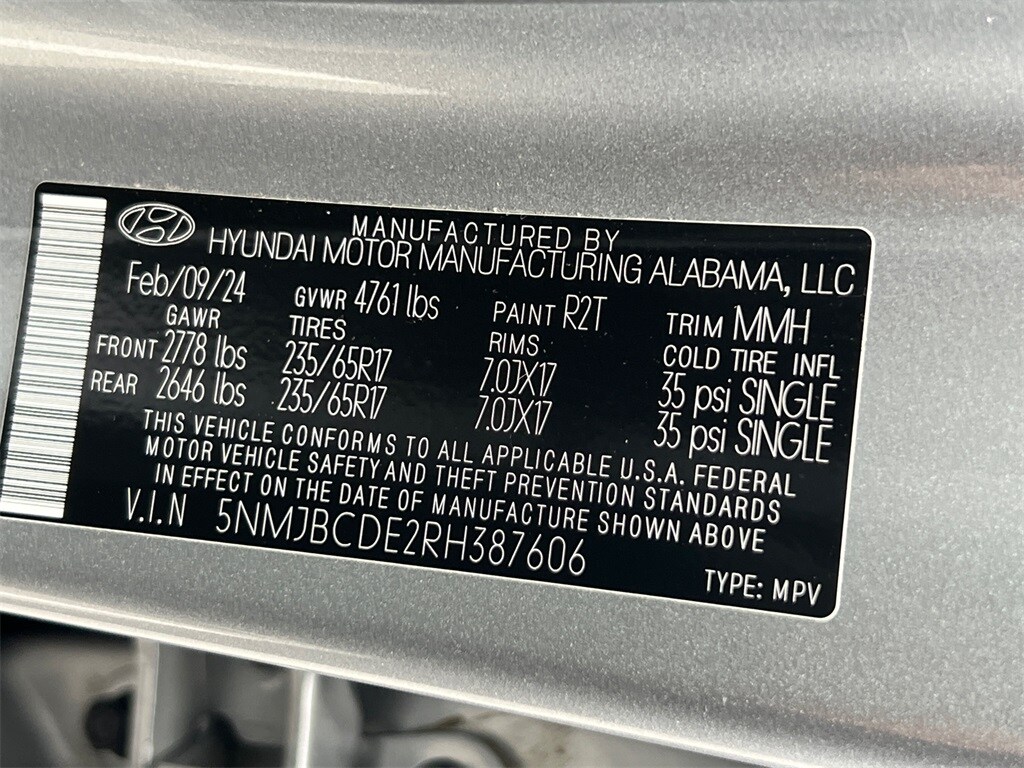 MANUFACTURED BY
HYUNDAI MOTOR MANUFACTURING ALABAMA, LLC
Feb/09/24 GVWR 4761 lbs PAINT R2T TRIM MMH
GAWR TIRES RIMS COLD TIRE INFL
FRONT 2778 lbs 235/65R17 7.0JX17 35 psi SINGLE
REAR 2646 lbs 235/65R17 7.0JX17 35 psi SINGLE
THIS VEHICLE CONFORMS TO ALL APPLICABLE U.S.A. FEDERAL
MOTOR VEHICLE SAFETY AND THEFT PREVENTION STANDARDS
IN EFFECT ON THE DATE OF MANUFACTURE SHOWN ABOVE
V.I.N 5NMJBCDE2RH387606
TYPE: MPV